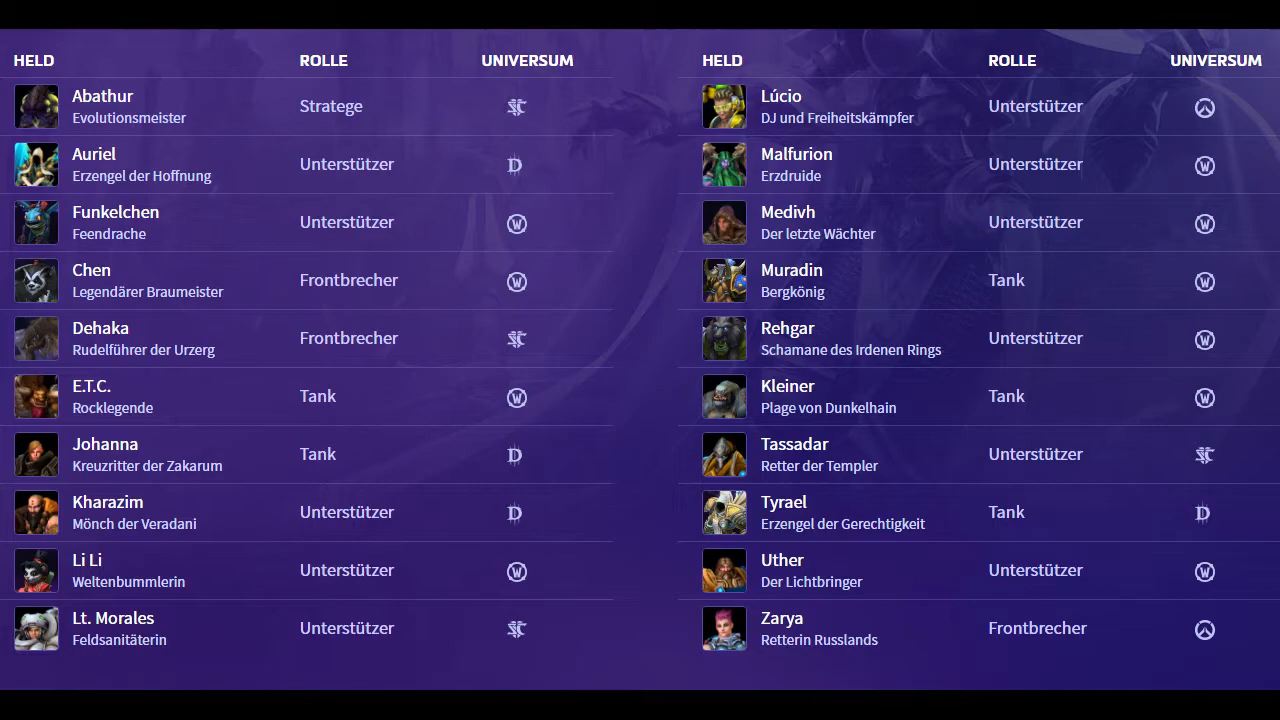 HELD ROLLE UNIVERSUM
Abathur
Evolutionsmeister
Stratege
Auriel
Erzengel der Hoffnung
Unterstützer
Funkelchen
Feendrache
Unterstützer
Chen
Legendärer Braumeister
Frontbrecher
Dehaka
Rudelführer der Urzerg
Frontbrecher
E.T.C.
Rocklegende
Tank
Johanna
Kreuzritter der Zakarum
Tank
Kharazim
Mönch der Veradani
Unterstützer
Li Li
Weltenbummlerin
Unterstützer
Lt. Morales
Feldsanitäterin
Unterstützer
HELD ROLLE UNIVERSUM
Lúcio
DJ und Freiheitskämpfer
Unterstützer
Malfurion
Erzdruide
Unterstützer
Medivh
Der letzte Wächter
Unterstützer
Muradin
Bergkönig
Tank
Rehgar
Schamane des Irdenen Rings
Unterstützer
Kleiner
Plage von Dunkelhain
Tank
Tassadar
Retter der Templer
Unterstützer
Tyrael
Erzengel der Gerechtigkeit
Tank
Uther
Der Lichtbringer
Unterstützer
Zarya
Retterin Russlands
Frontbrecher